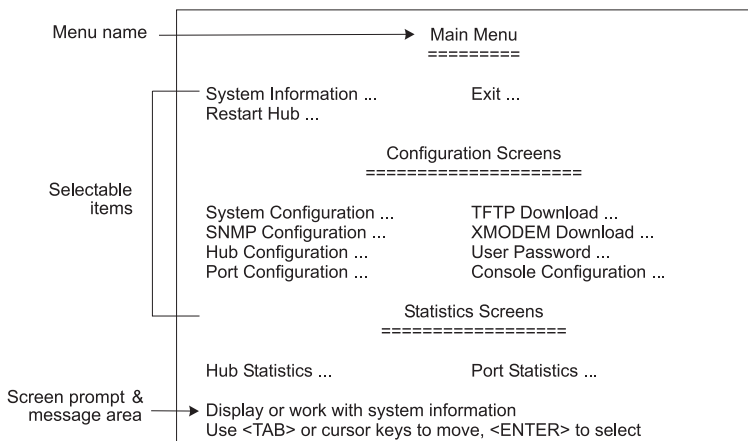 Menu name
Main Menu
=========
System Information ... Exit ...
Restart Hub ...
Configuration Screens
=====================
Selectable
items
System Configuration ... TFTP Download ...
SNMP Configuration ... XMODEM Download ...
Hub Configuration ... User Password ...
Port Configuration ... Console Configuration ...
Statistics Screens
==================
Hub Statistics ... Port Statistics ...
Screen prompt &
message area
Display or work with system information
Use <TAB> or cursor keys to move, <ENTER> to select